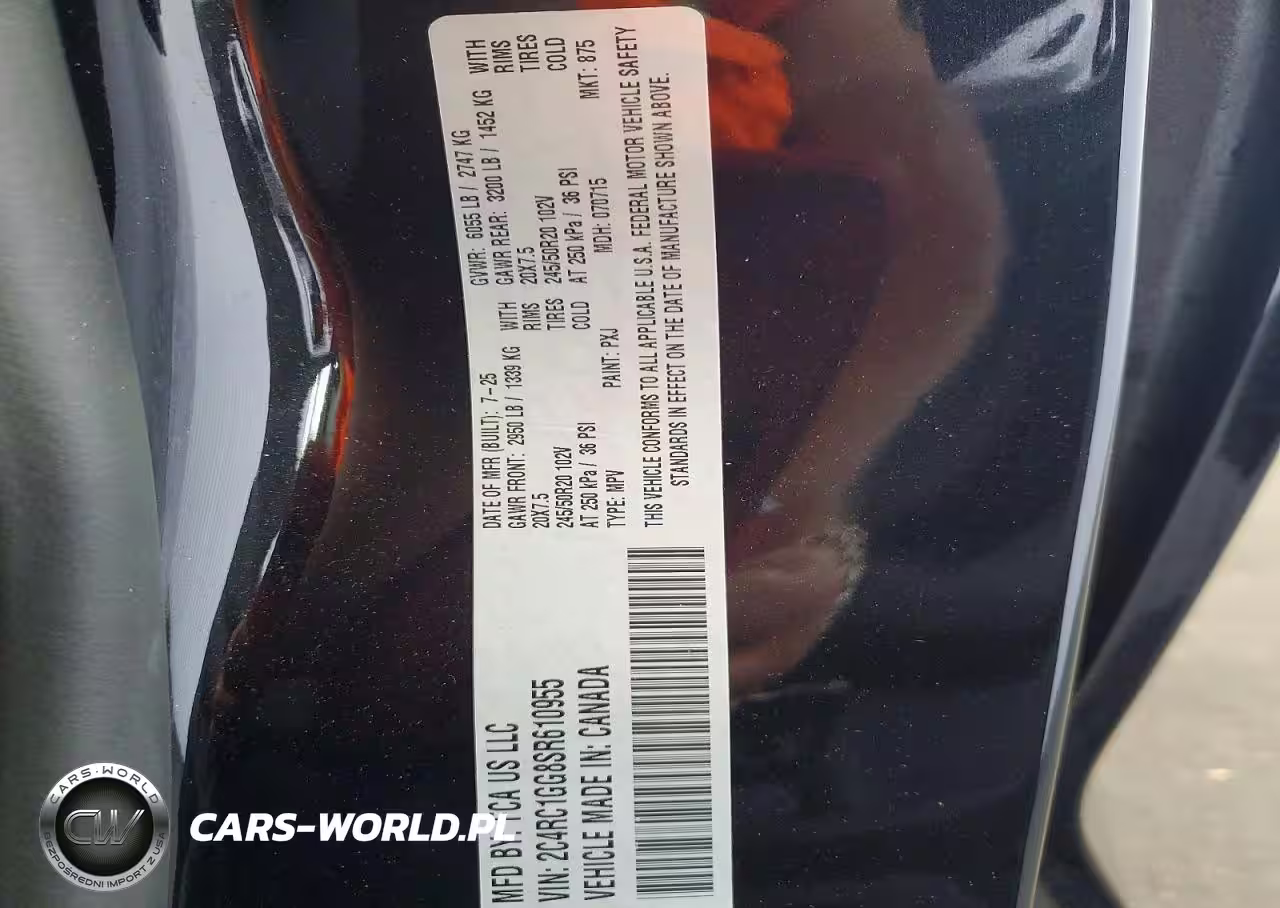 MFD BY FCA US LLC
VIN: 2C4RC1GG8SR610955
VEHICLE MADE IN: CANADA
DATE OF MFR (BUILT): 7-25
GVWR: 6055 LB / 2747 KG
GAWR FRONT: 2950 LB / 1339 KG WITH
GAWR REAR: 3200 LB / 1452 KG WITH
20X7.5 RIMS
20X7.5 RIMS
245/50R20 102V TIRES
245/50R20 102V TIRES
AT 250 kPa / 36 PSI COLD
AT 250 kPa / 36 PSI COLD
TYPE: MPV PAINT: PXJ MDH: 070715 MKT: 875
THIS VEHICLE CONFORMS TO ALL APPLICABLE U.S.A. FEDERAL MOTOR VEHICLE SAFETY
STANDARDS IN EFFECT ON THE DATE OF MANUFACTURE SHOWN ABOVE.
CARS-WORLD
CW
BEZPOŚREDNI IMPORT Z USA
CARS-WORLD.PL